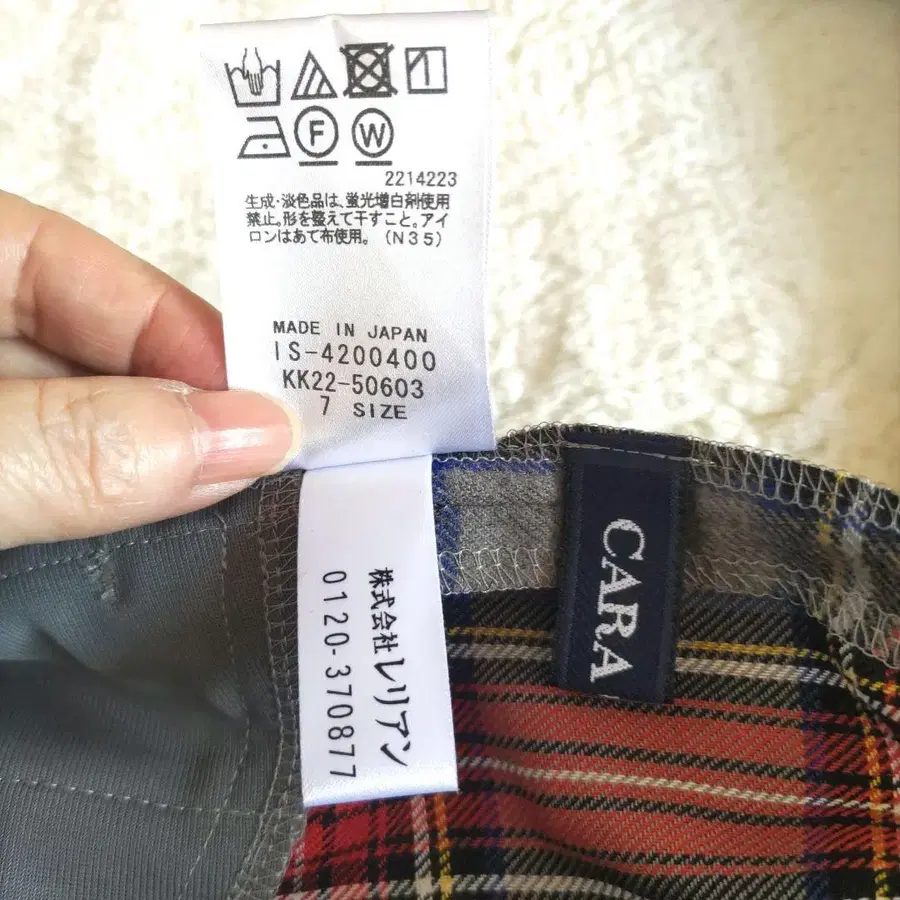 F W
2214223
生成・淡色品は、蛍光増白剤使用
禁止。形を整えて干すこと。アイ
ロンはあて布使用。(N35)
MADE IN JAPAN
IS-4200400
KK22-50603
7 SIZE
株式会社レリアン
0120-370877
CARA